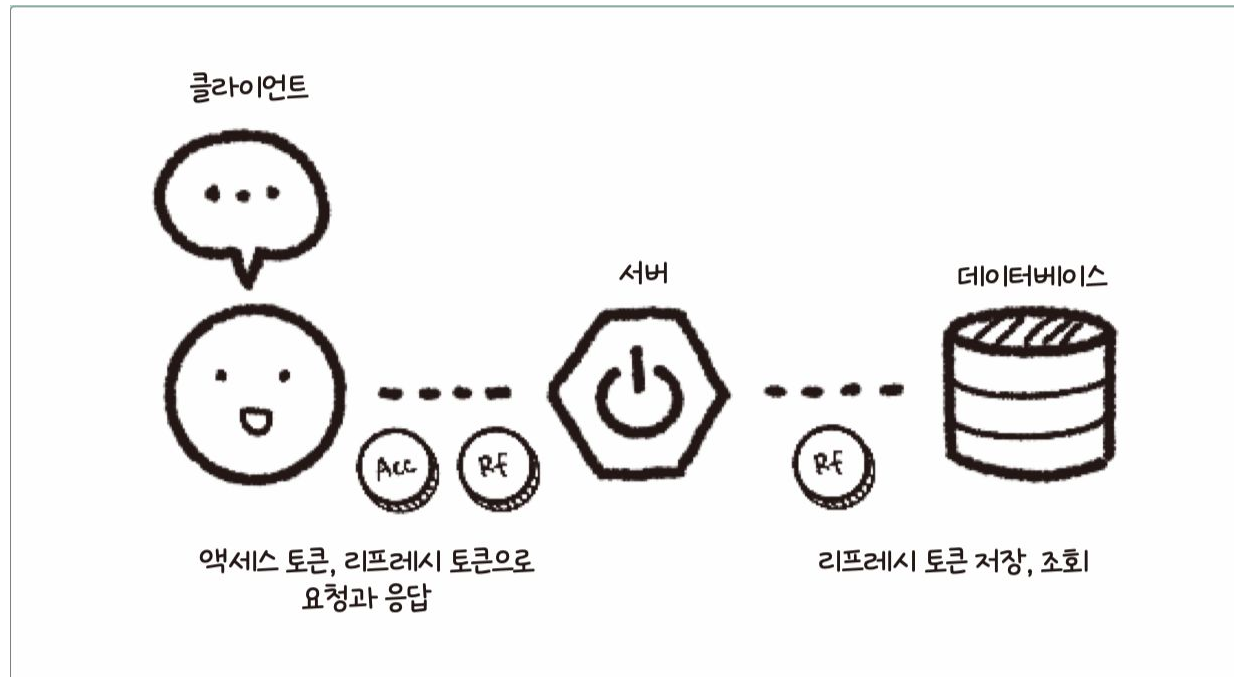 클라이언트
서버
데이터베이스
Acc
Rf
Rf
액세스 토큰, 리프레시 토큰으로
요청과 응답
리프레시 토큰 저장, 조회